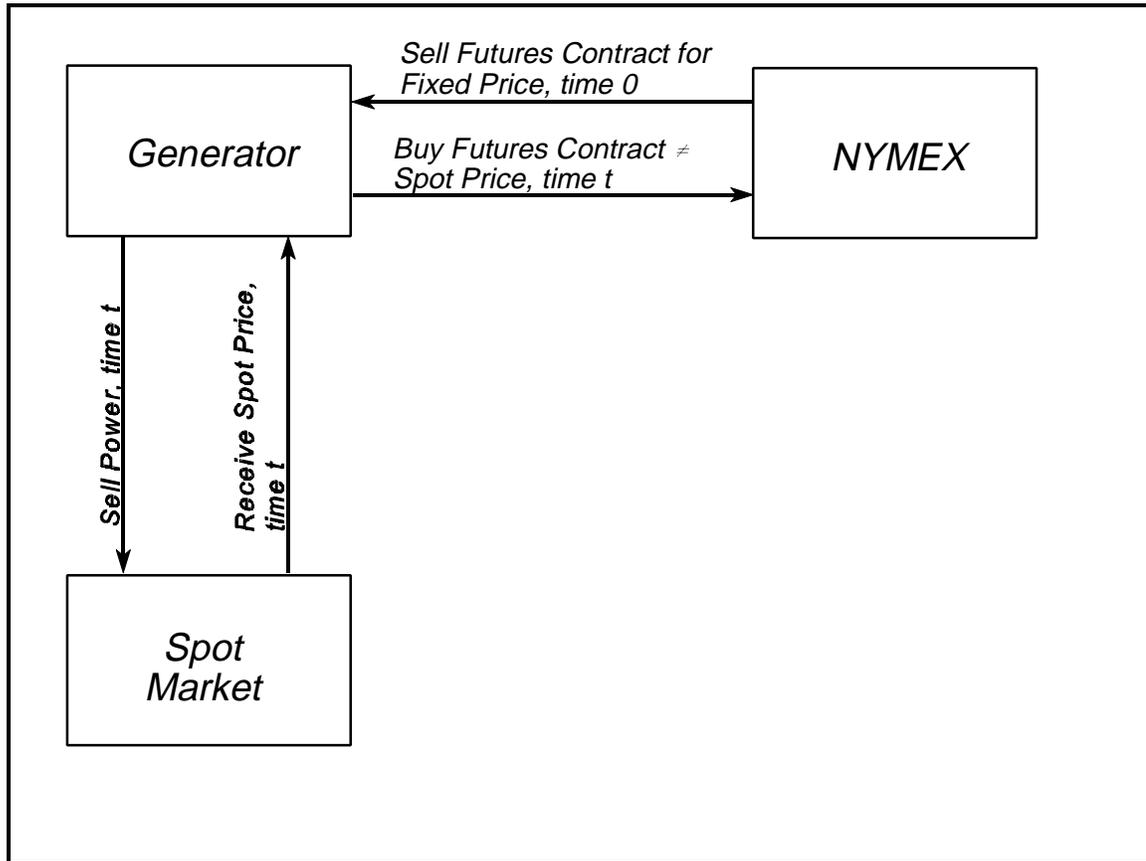 Sell Futures Contract for
Fixed Price, time 0
Generator
Buy Futures Contract ≠
Spot Price, time t
NYMEX
Sell Power, time t
Receive Spot Price,
time t
Spot
Market